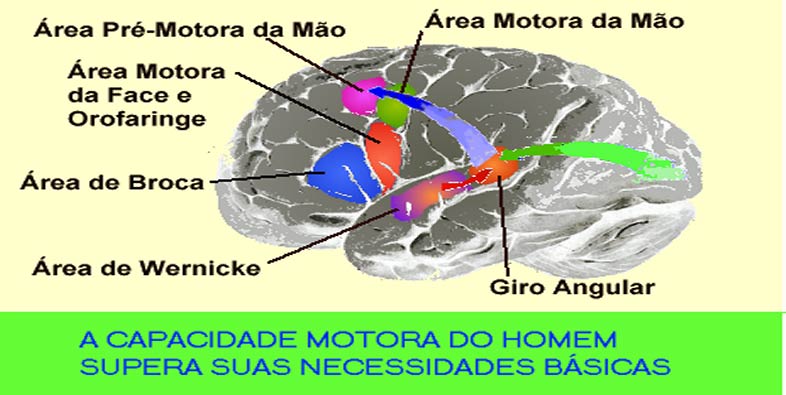 Área Pré-Motora da Mão
Área Motora da Mão
Área Motora
da Face e
Orofaringe
Área de Broca
Área de Wernicke
Giro Angular
A CAPACIDADE MOTORA DO HOMEM
SUPERA SUAS NECESSIDADES BÁSICAS